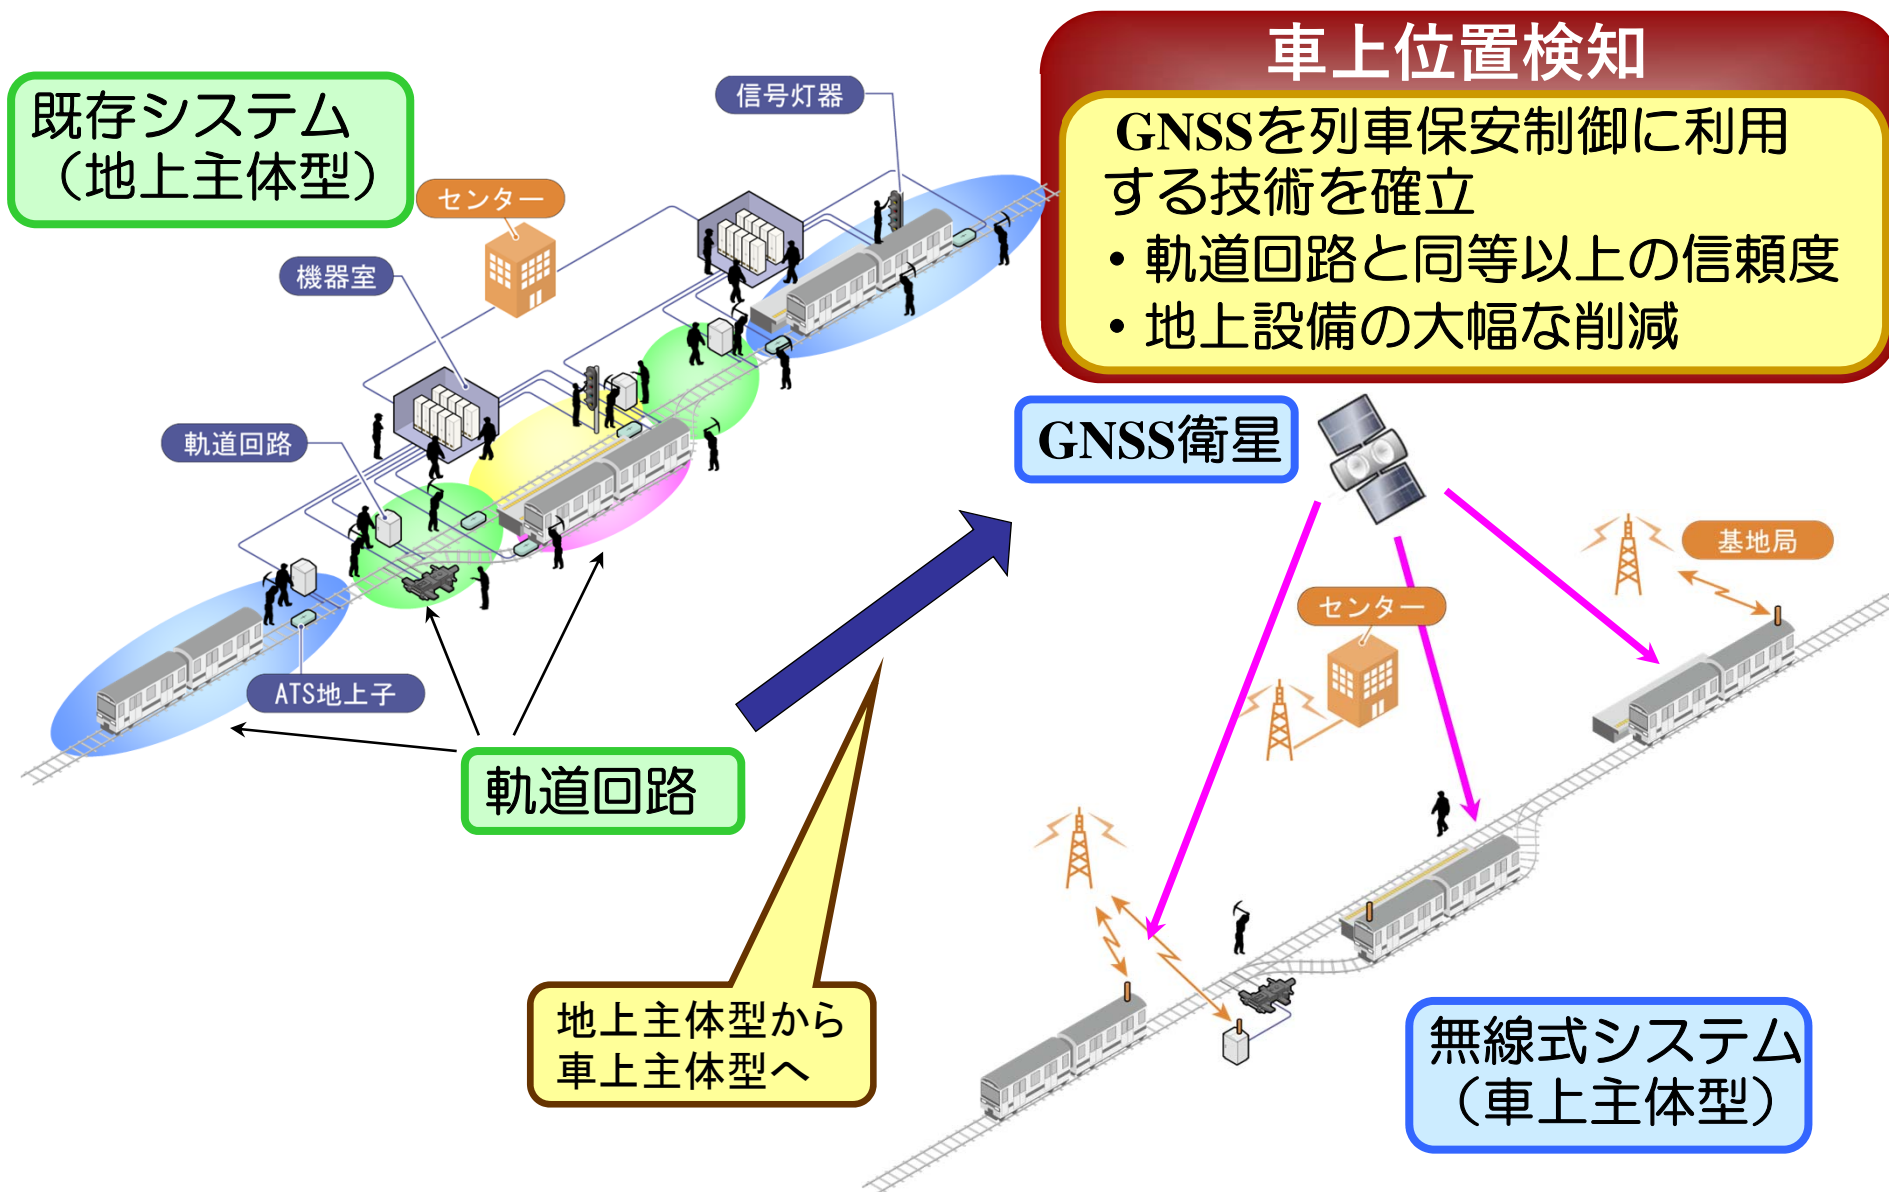 車上位置検知
GNSSを列車保安制御に利用
する技術を確立
・軌道回路と同等以上の信頼度
・地上設備の大幅な削減
既存システム
（地上主体型）
信号灯器
センター
機器室
軌道回路
ATS地上子
軌道回路
地上主体型から
車上主体型へ
GNSS衛星
基地局
センター
無線式システム
（車上主体型）